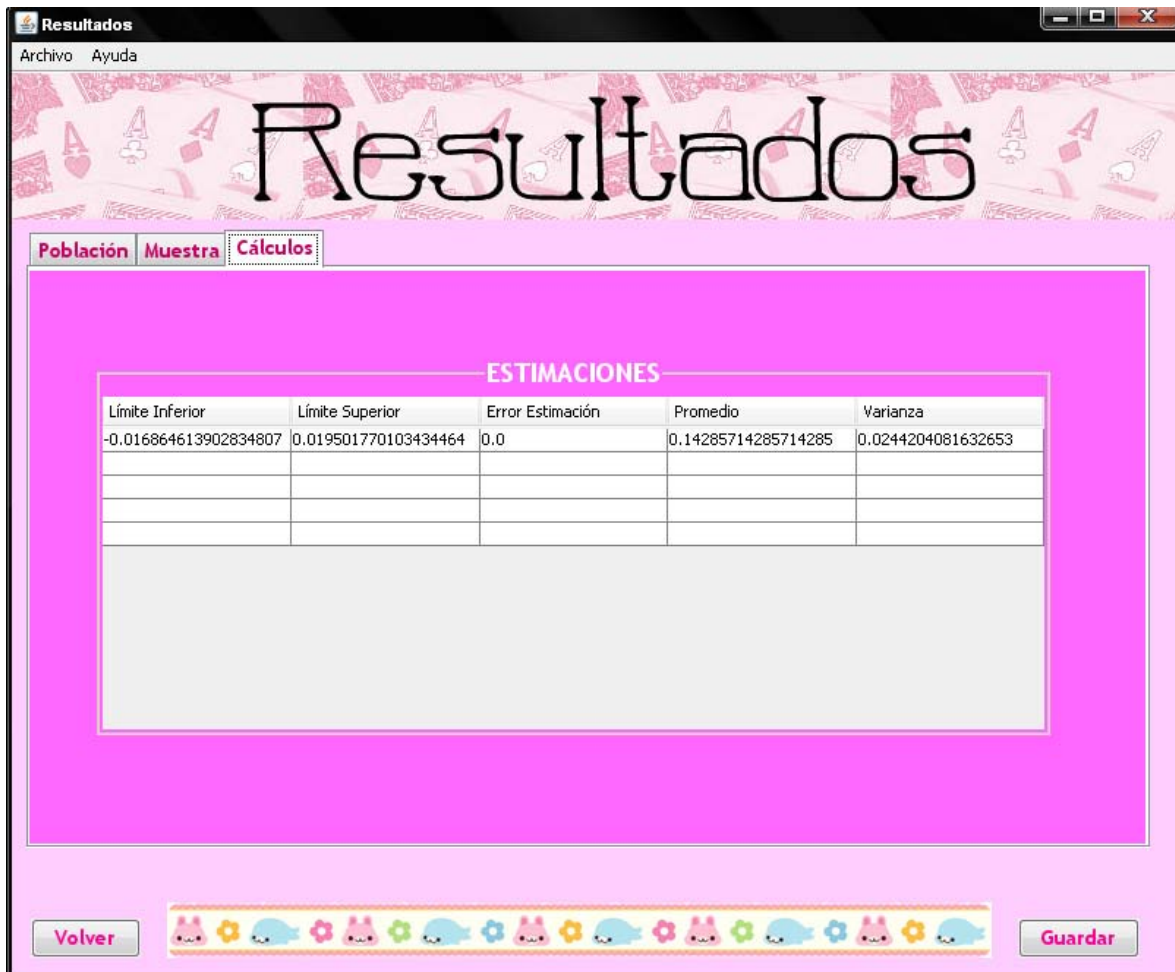 Resultados
Archivo Ayuda
Resultados
Población Muestra Cálculos
ESTIMACIONES
Límite Inferior Límite Superior Error Estimación Promedio Varianza
-0.016864613902834807 0.019501770103434464 0.0 0.14285714285714285 0.0244204081632653
Volver Guardar